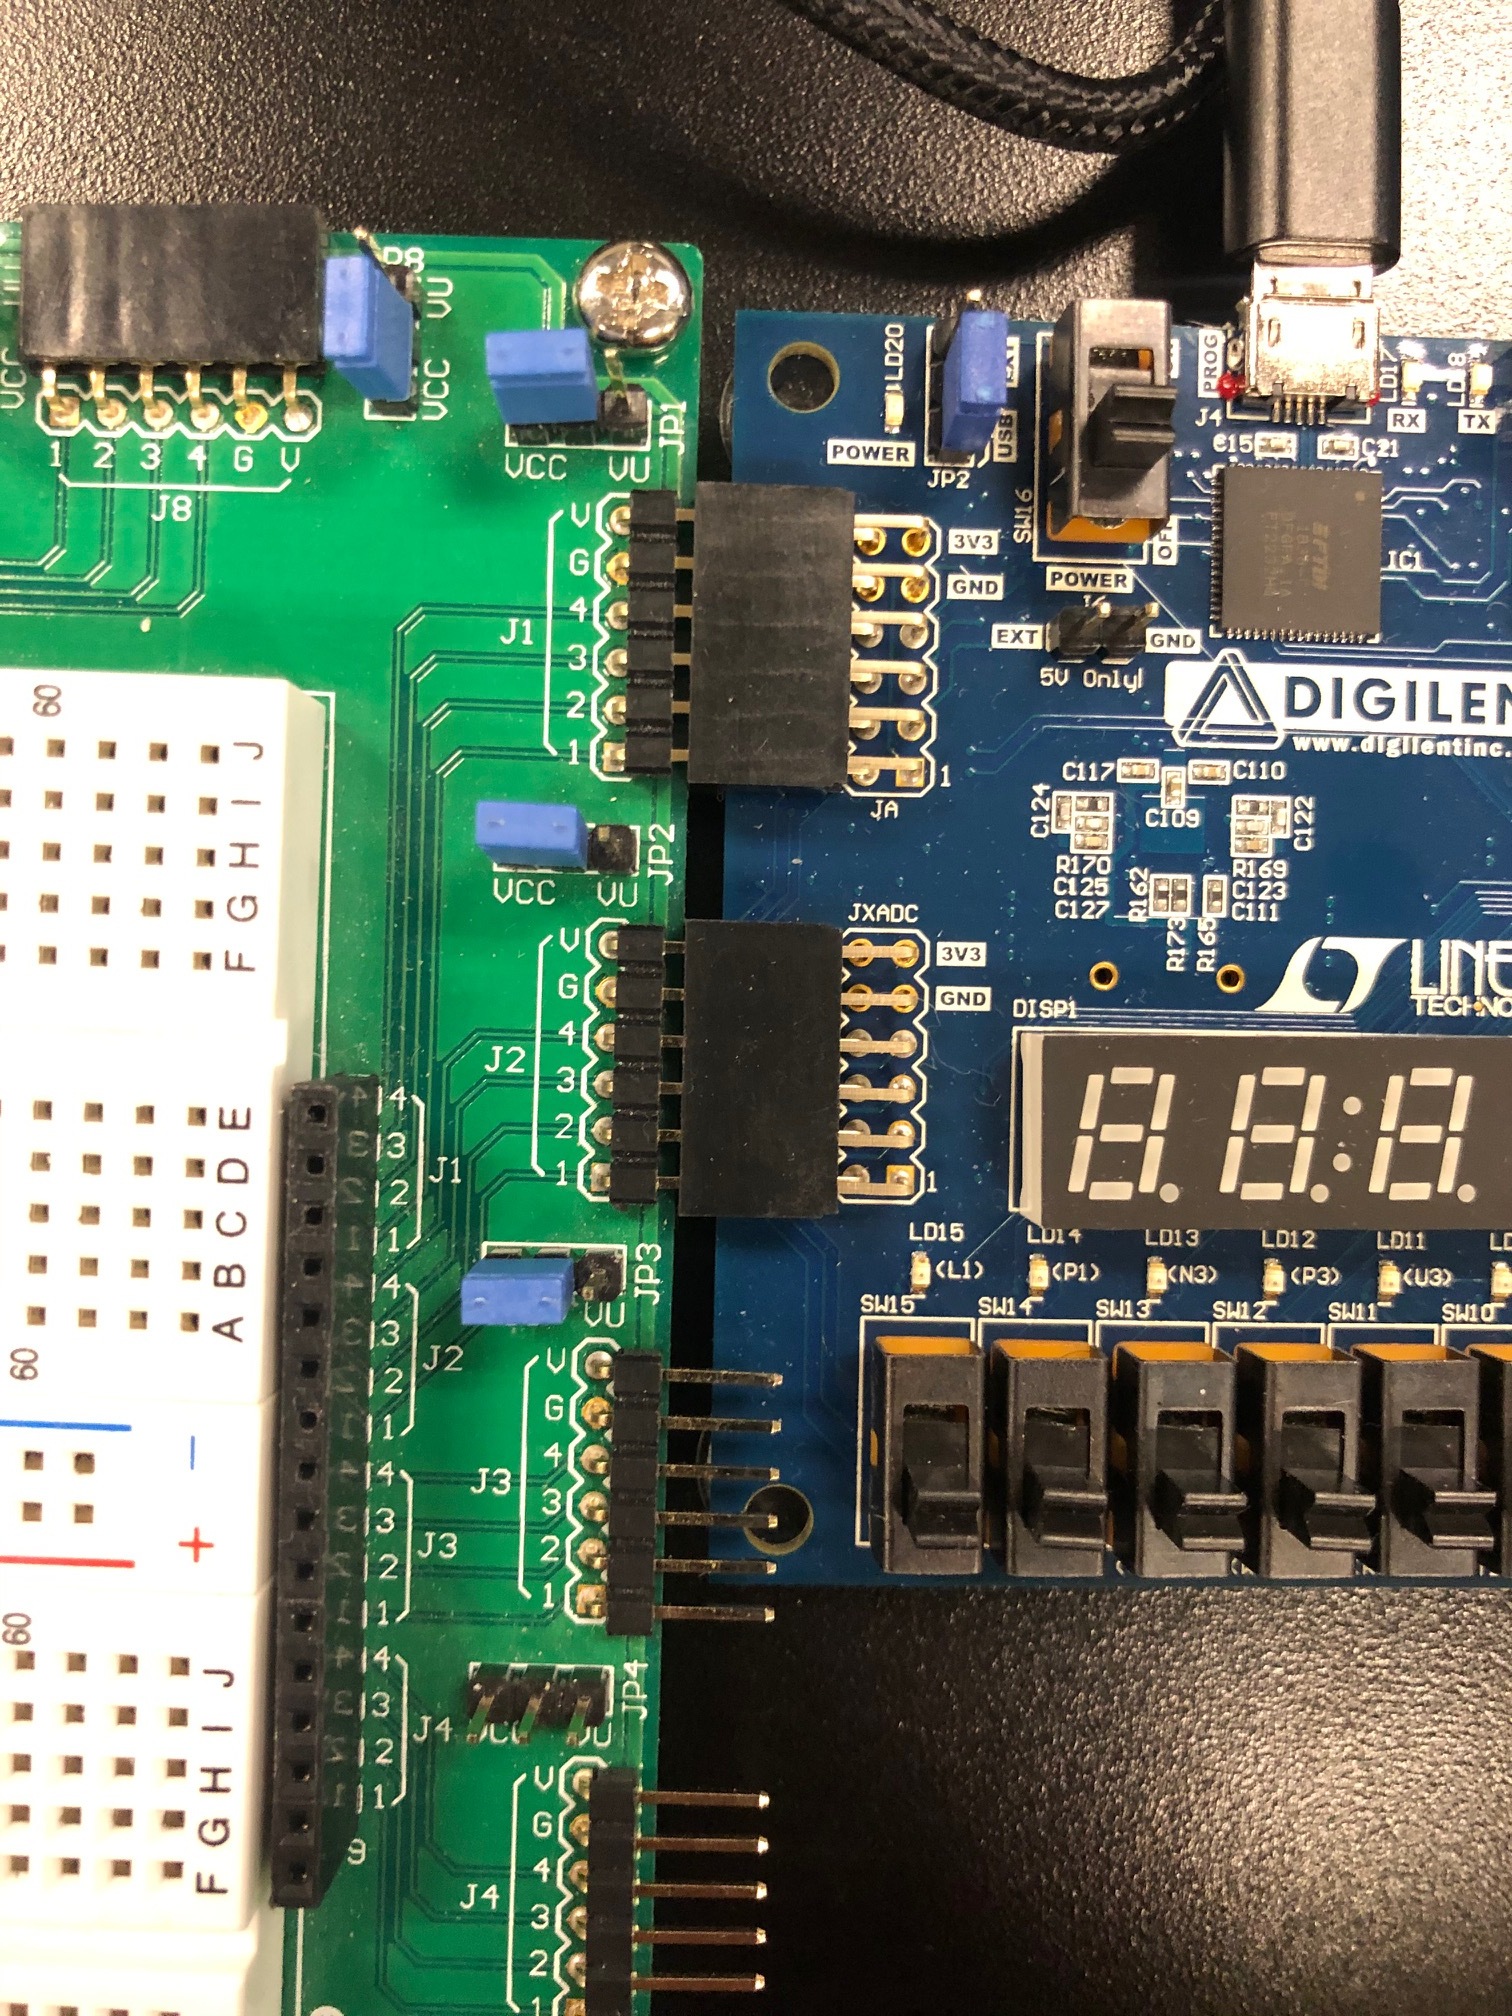 P8
VU
VCC
VCC
1 2 3 4 G V
J8
VCC VU
JP1
V
G
4
3
2
1
J1
VCC VU
JP2
V
G
4
3
2
1
J2
VU
JP3
V
G
4
3
2
1
J3
VU
JP4
V
G
4
3
2
1
J4
4
3
2
1
J1
4
3
2
1
J2
4
3
2
1
J3
4
3
2
1
J4
9
60
J
I
H
G
F
E
D
C
B
A
60
-
+
60
J
I
H
G
F
LD20
POWER
JP2
USB
SW16
POWER
PROG
J4
LD17
RX
TX
C15
C21
IC1
3V3
GND
1
JA
EXT
GND
5V Only!
DIGILEN
www.digilentinc.
C117
C110
C124
C109
C122
R170
C125
C127
R162
R173
R165
R169
C123
C111
JXADC
3V3
GND
1
LINE
TECHNO
DISP1
LD15 LD14 LD13 LD12 LD11
(L1) (P1) (N3) (P3) (U3)
SW15 SW14 SW13 SW12 SW11 SW10